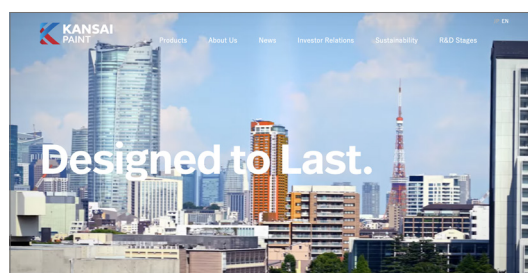 KANSAI
PAINT
Products
About Us
News
Investor Relations
Sustainability
R&D Stages
EN
Designed to Last.